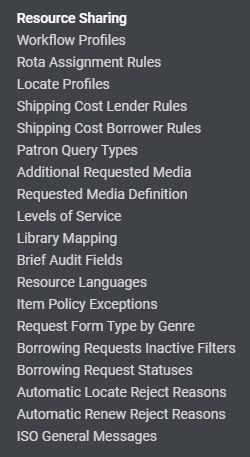 Resource Sharing
Workflow Profiles
Rota Assignment Rules
Locate Profiles
Shipping Cost Lender Rules
Shipping Cost Borrower Rules
Patron Query Types
Additional Requested Media
Requested Media Definition
Levels of Service
Library Mapping
Brief Audit Fields
Resource Languages
Item Policy Exceptions
Request Form Type by Genre
Borrowing Requests Inactive Filters
Borrowing Request Statuses
Automatic Locate Reject Reasons
Automatic Renew Reject Reasons
ISO General Messages